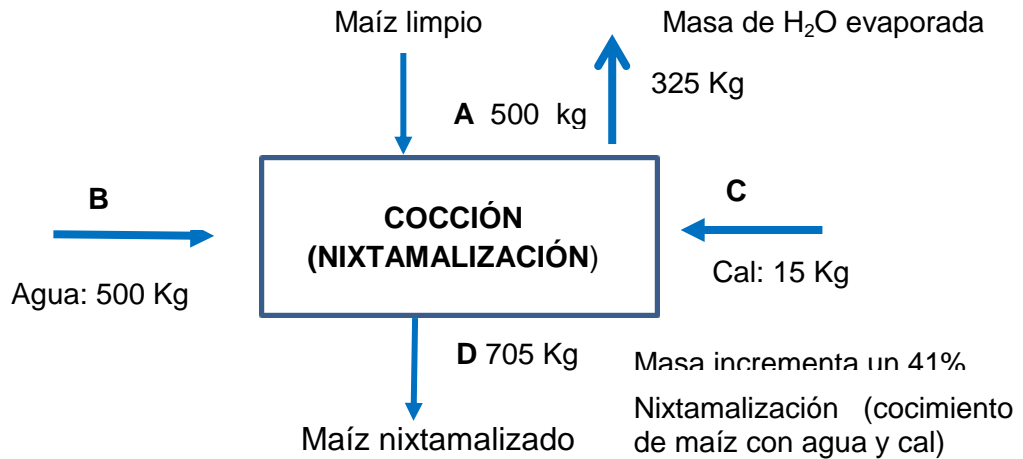 Maíz limpio
Masa de H₂O evaporada
325 Kg
A 500 kg
B
C
COCCIÓN
(NIXTAMALIZACIÓN)
Agua: 500 Kg
Cal: 15 Kg
D 705 Kg
Masa incrementa un 41%
Nixtamalización (cocimiento
de maíz con agua y cal)
Maíz nixtamalizado